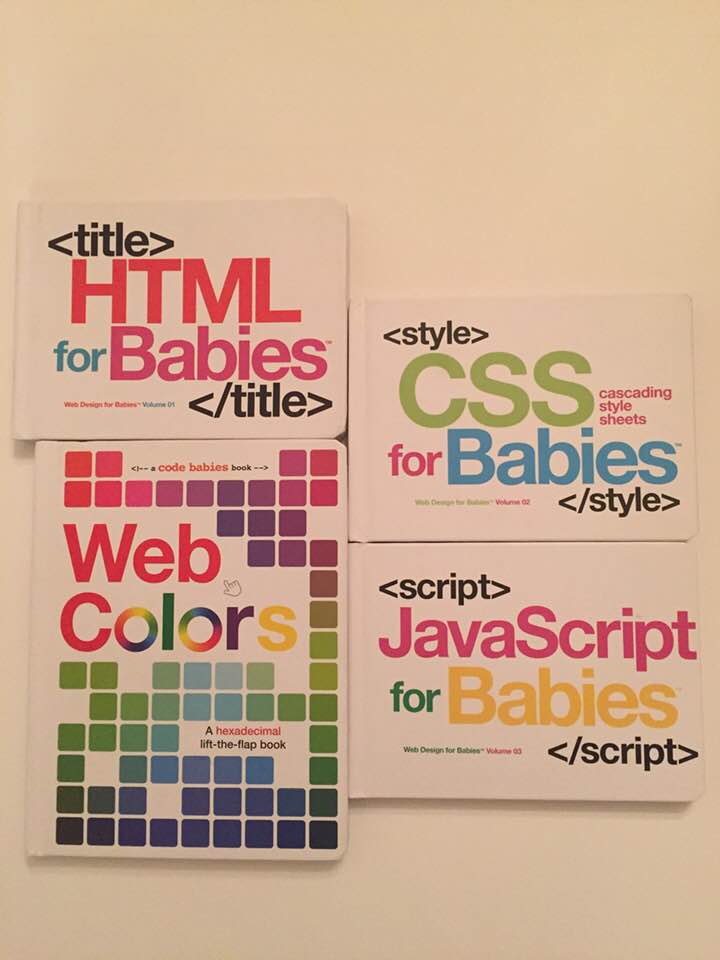 <title>
HTML
for Babies™
Web Design for Babies™ Volume 01
</title>
<!-- a code babies book -->
Web
Colors
A hexadecimal
lift-the-flap book
<style>
CSS
cascading
style
sheets
for Babies™
Web Design for Babies™ Volume 02
</style>
<script>
JavaScript
for Babies™
Web Design for Babies™ Volume 03
</script>